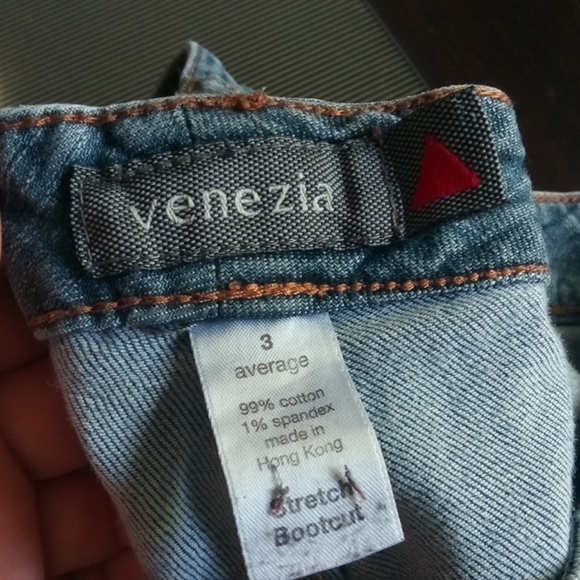 venezia
3
average
99% cotton
1% spandex
made in
Hong Kong
Stretch
Bootcut